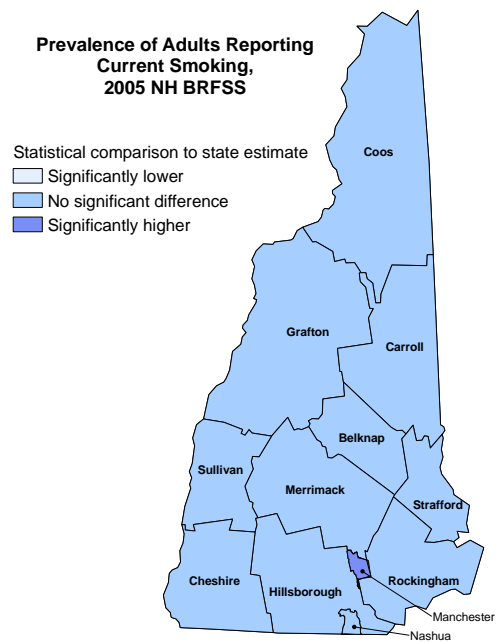 Prevalence of Adults Reporting
Current Smoking,
2005 NH BRFSS
Statistical comparison to state estimate
Significantly lower
No significant difference
Significantly higher
Coos
Grafton
Carroll
Belknap
Sullivan
Merrimack
Strafford
Cheshire
Hillsborough
Rockingham
Manchester
Nashua